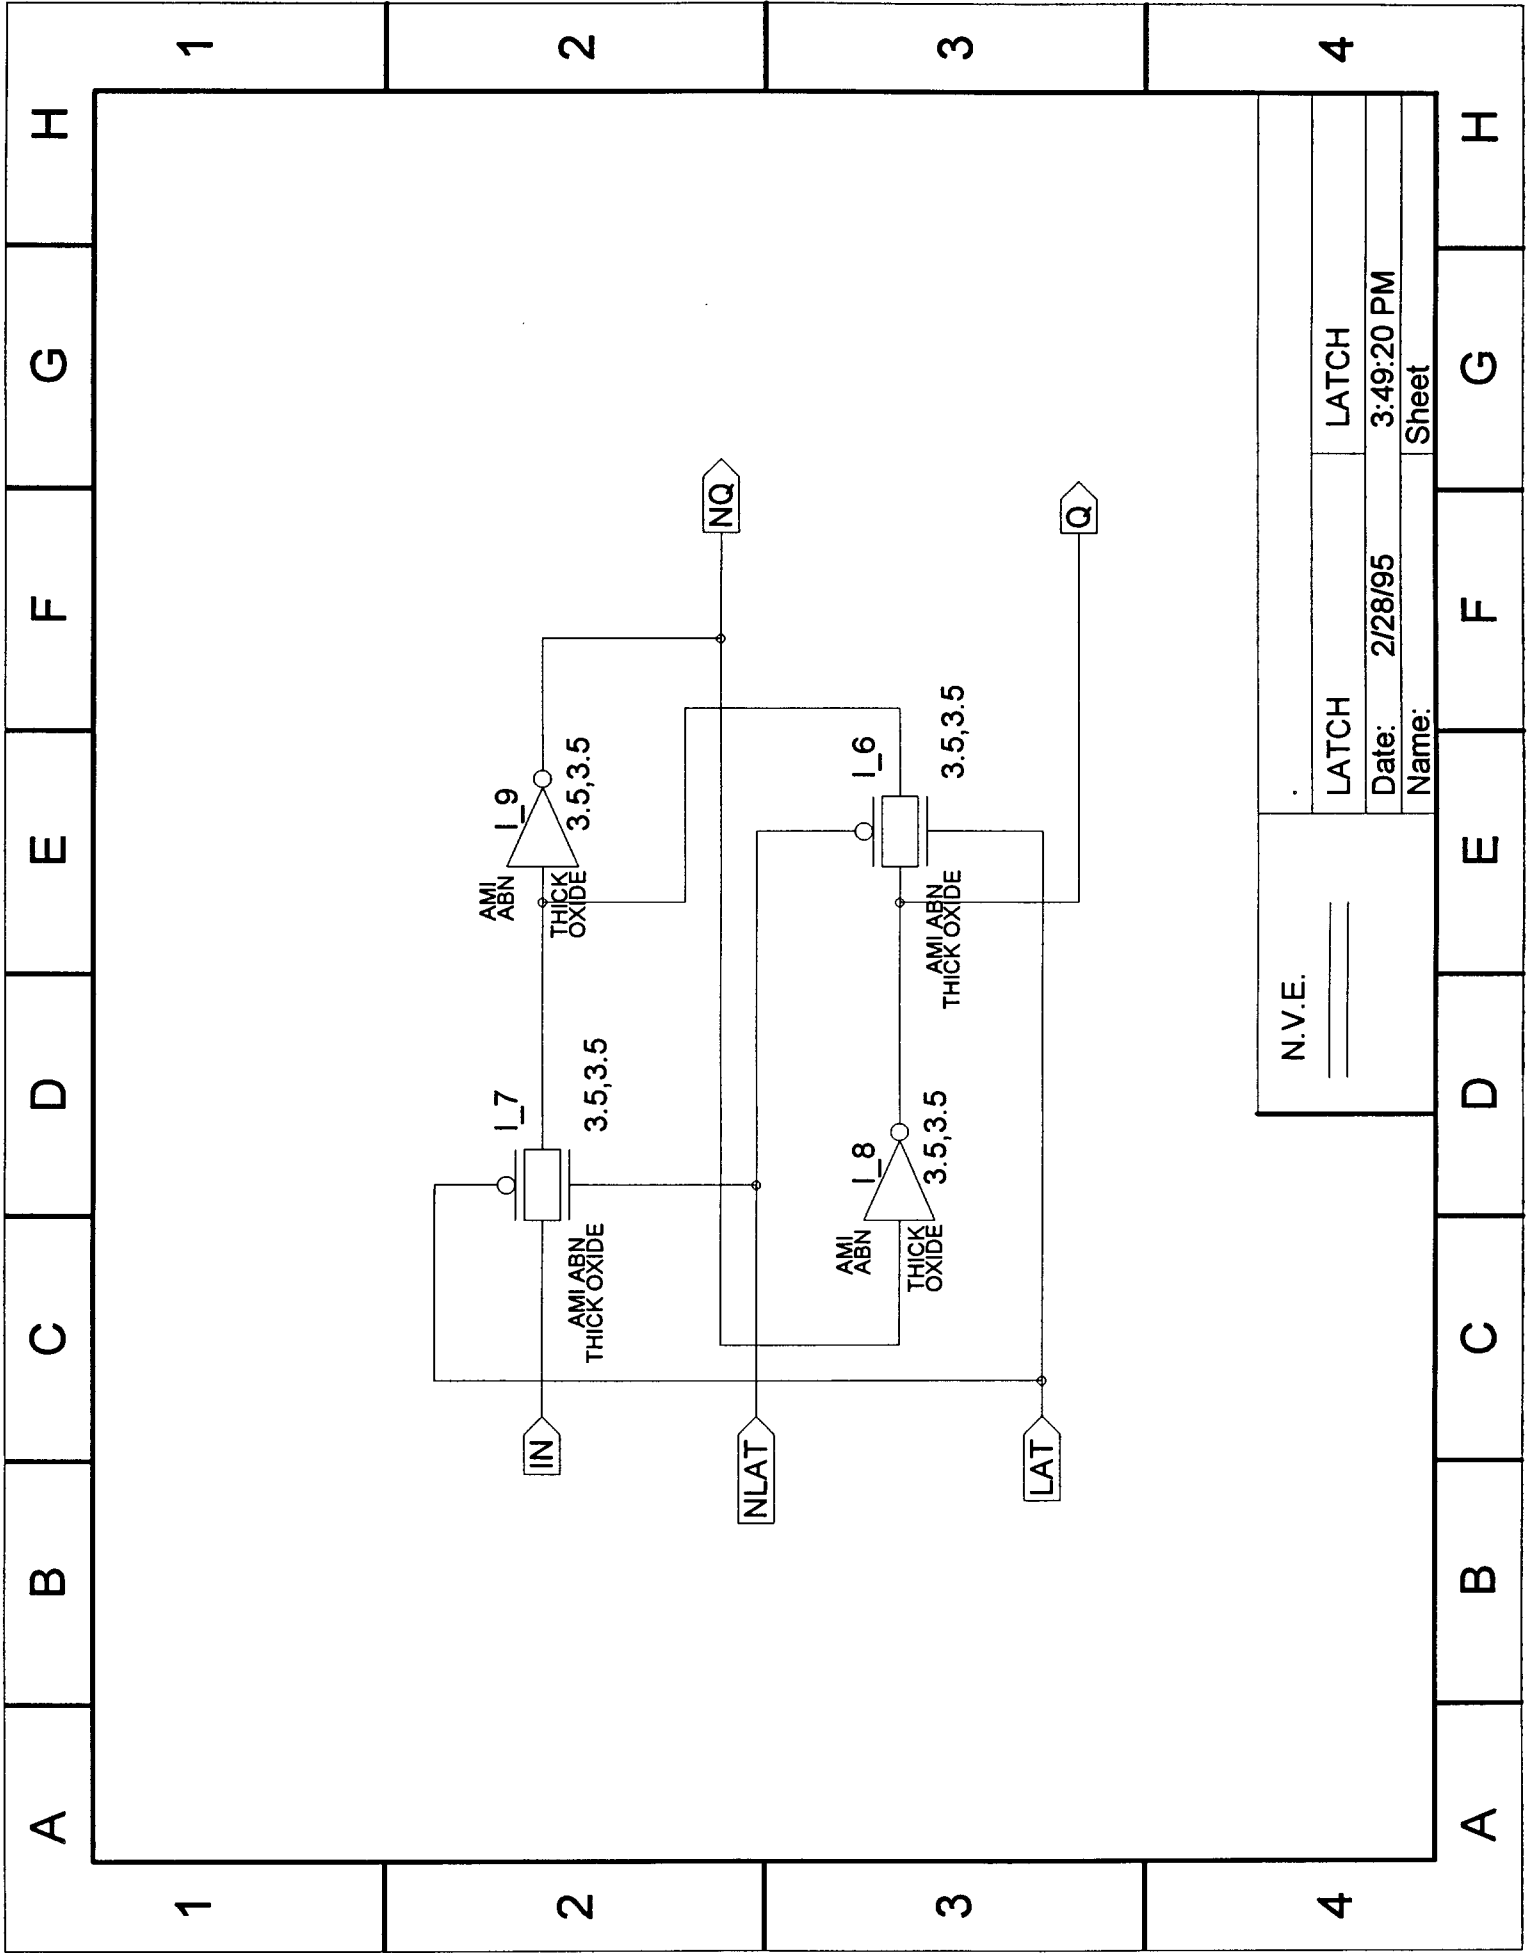 A B C D E F G H
1 1
2 2
3 3
4 4
I_7
3.5,3.5
AMI ABN
THICK OXIDE
I_9
3.5,3.5
AMI
ABN
THICK
OXIDE
IN
NLAT
LAT
NQ
Q
I_8
3.5,3.5
AMI
ABN
THICK
OXIDE
I_6
3.5,3.5
AMI ABN
THICK OXIDE
N.V.E.
LATCH LATCH
Date: 2/28/95 3:49:20 PM
Name: Sheet
A B C D E F G H